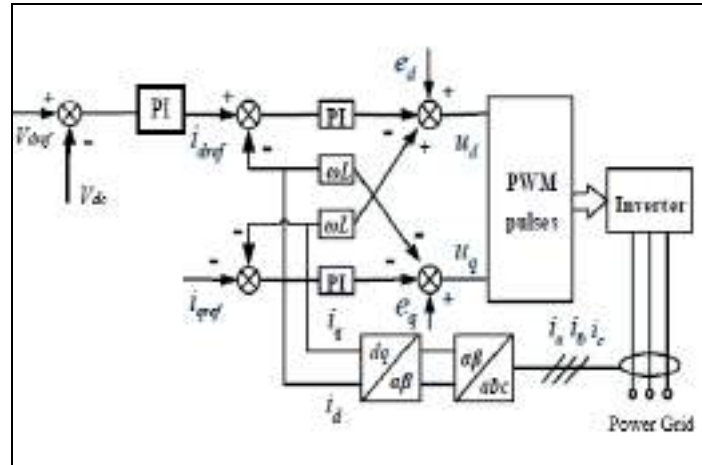 e_d
+
+
PI
+
PI
+
V_dref
-
i_dref
-
-
+
u_d
PWM
pulses
Inverter
V_dc
ωL
ωL
-
-
-
PI
-
u_q
+
i_qref
i_q
e_q
dq
αβ
αβ
abc
i_a i_b i_c
i_d
Power Grid